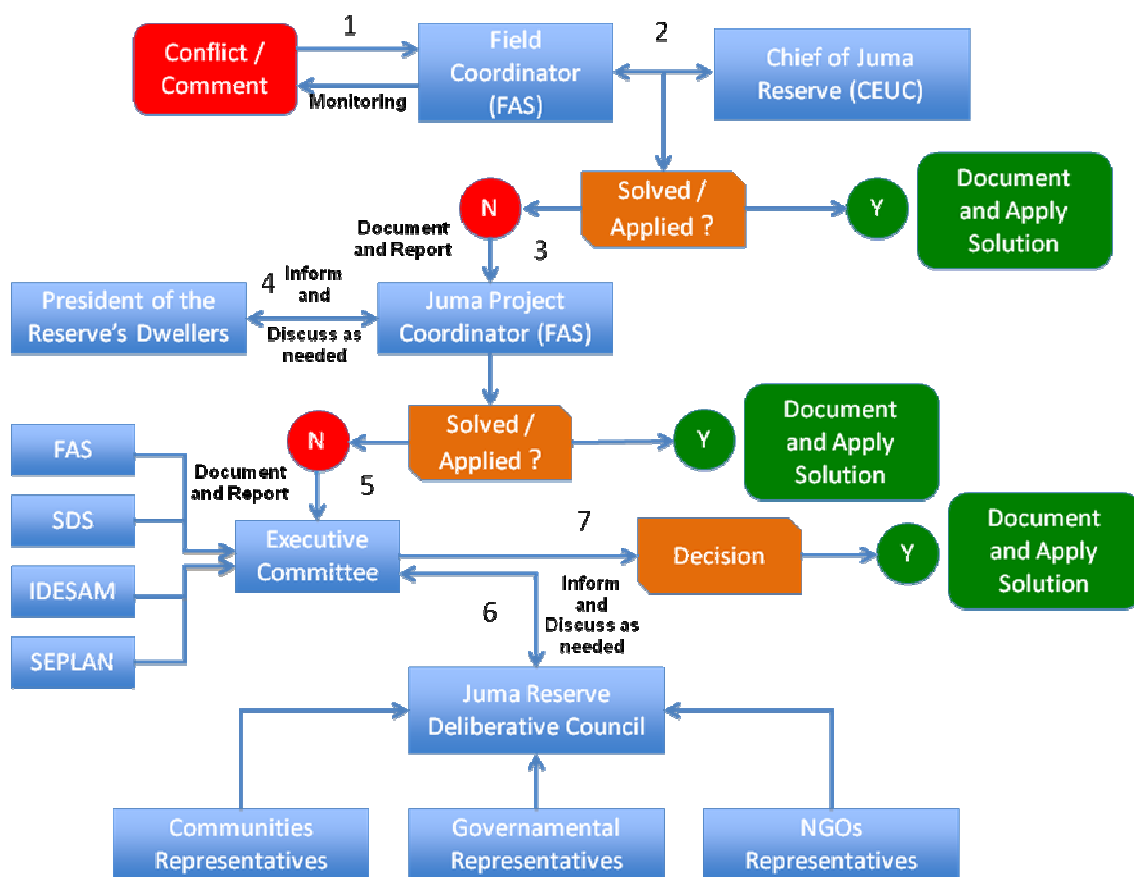 1
2
Conflict /
Comment
Field
Coordinator
(FAS)
Chief of Juma
Reserve (CEUC)
Monitoring
Solved /
Applied ?
N
Y
Document
and Apply
Solution
Document
and Report
3
4
Inform
and
Discuss as
needed
President of the
Reserve's Dwellers
Juma Project
Coordinator (FAS)
Solved /
Applied ?
N
Y
Document
and Apply
Solution
Document
and Report
5
FAS
SDS
IDESAM
SEPLAN
Executive
Committee
7
Decision
Y
Document
and Apply
Solution
6
Inform
and
Discuss as
needed
Juma Reserve
Deliberative Council
Communities
Representatives
Governamental
Representatives
NGOs
Representatives